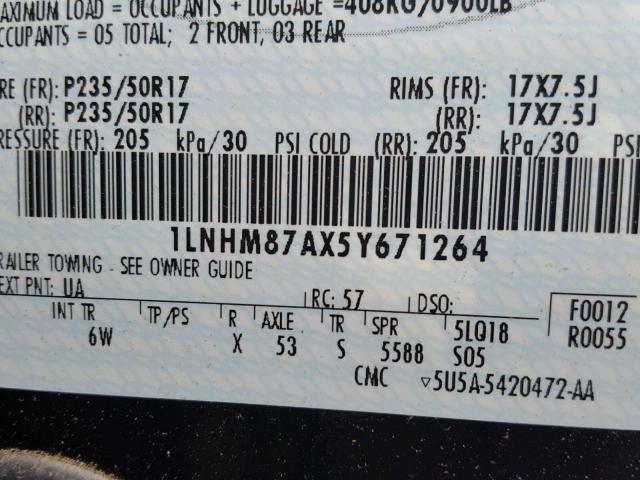 MAXIMUM LOAD = OCCUPANTS + LUGGAGE =408KG/0900LB
OCCUPANTS = 05 TOTAL; 2 FRONT, 03 REAR
RE (FR): P235/50R17 RIMS (FR): 17X7.5J
(RR): P235/50R17 (RR): 17X7.5J
RESSURE (FR): 205 kPa/30 PSI COLD (RR): 205 kPa/30 PSI
1LNHM87AX5Y671264
RAILER TOWING - SEE OWNER GUIDE
EXT PNT: UA RC: 57 DSO: F0012
INT TR TP/PS R AXLE TR SPR 5LQ18 R0055
6W X 53 S 5588 S05
CMC ▽5U5A-5420472-AA